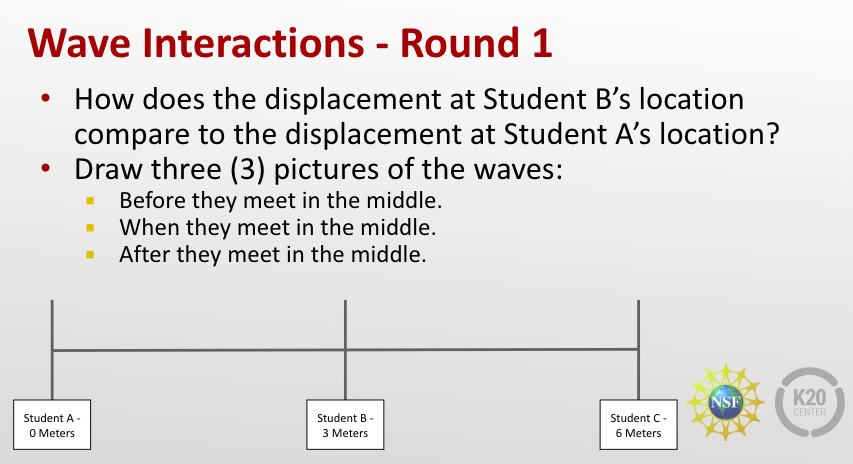 Wave Interactions - Round 1
• How does the displacement at Student B’s location
compare to the displacement at Student A’s location?
• Draw three (3) pictures of the waves:
Before they meet in the middle.
When they meet in the middle.
After they meet in the middle.
Student A -
0 Meters
Student B -
3 Meters
Student C -
6 Meters
NSF
K20
CENTER